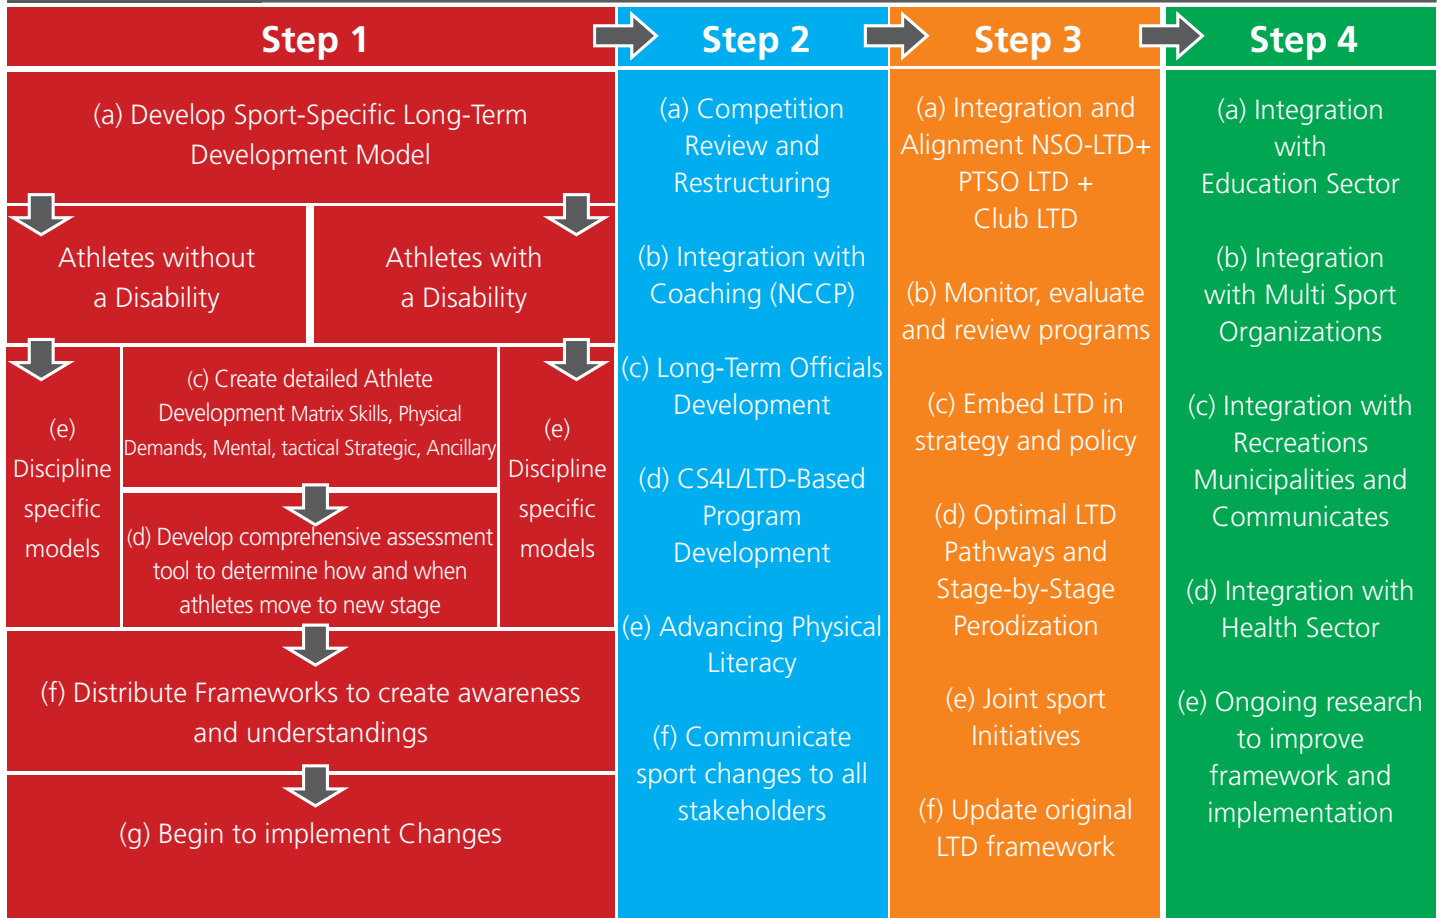 Step 1
(a) Develop Sport-Specific Long-Term
Development Model
Athletes without
a Disability
Athletes with
a Disability
(e)
Discipline
specific
models
(c) Create detailed Athlete
Development Matrix Skills, Physical
Demands, Mental, tactical Strategic, Ancillary
(d) Develop comprehensive assessment
tool to determine how and when
athletes move to new stage
(e)
Discipline
specific
models
(f) Distribute Frameworks to create awareness
and understandings
(g) Begin to implement Changes
Step 2
(a) Competition
Review and
Restructuring
(b) Integration with
Coaching (NCCP)
(c) Long-Term Officials
Development
(d) CS4L/LTD-Based
Program
Development
(e) Advancing Physical
Literacy
(f) Communicate
sport changes to all
stakeholders
Step 3
(a) Integration and
Alignment NSO-LTD+
PTSO LTD +
Club LTD
(b) Monitor, evaluate
and review programs
(c) Embed LTD in
strategy and policy
(d) Optimal LTD
Pathways and
Stage-by-Stage
Perodization
(e) Joint sport
Initiatives
(f) Update original
LTD framework
Step 4
(a) Integration
with
Education Sector
(b) Integration
with Multi Sport
Organizations
(c) Integration with
Recreations
Municipalities and
Communicates
(d) Integration with
Health Sector
(e) Ongoing research
to improve
framework and
implementation